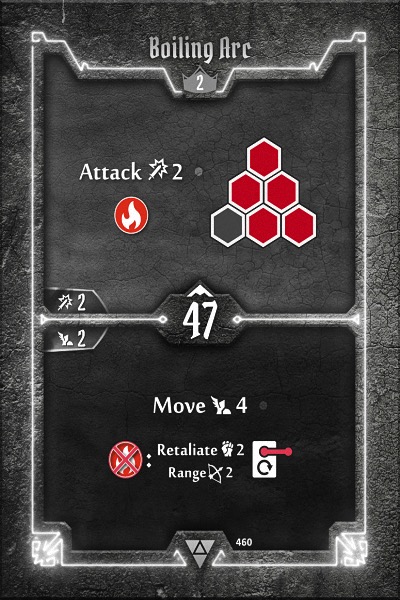 Boiling Arc
2
Attack 2
2
47
2
Move 4
: Retaliate 2
Range 2
460